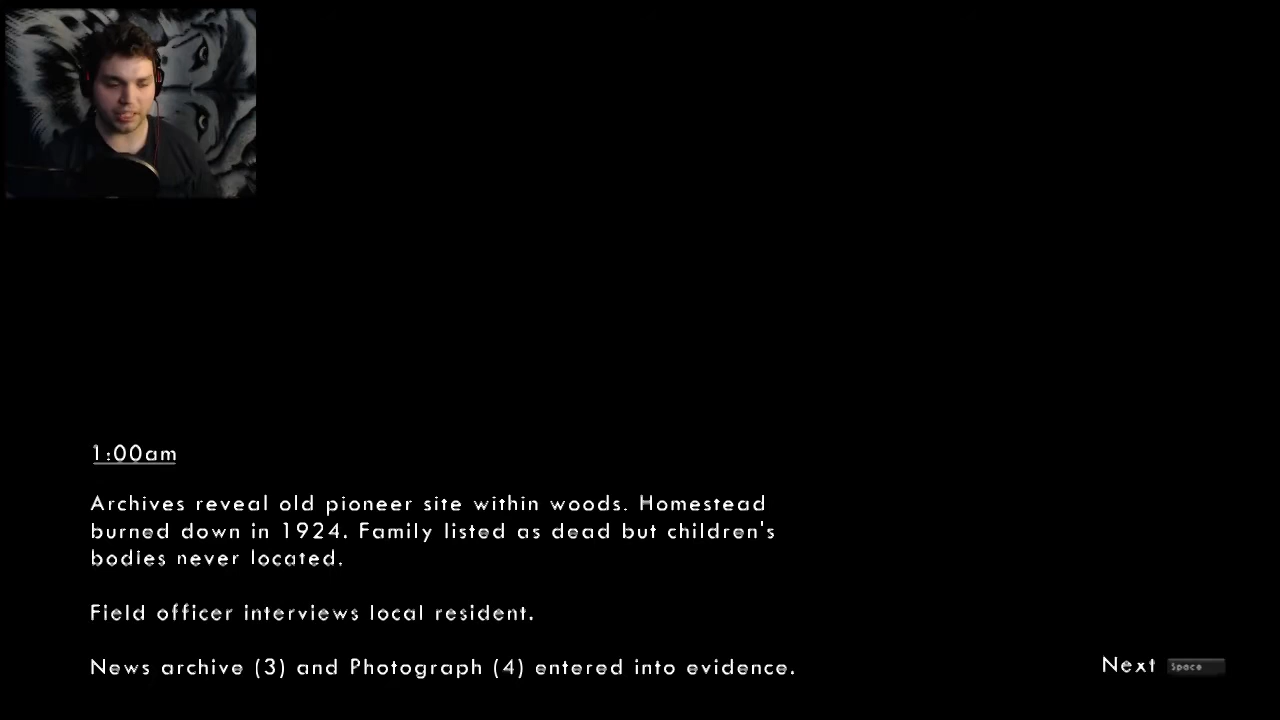 1:00am
Archives reveal old pioneer site within woods. Homestead
burned down in 1924. Family listed as dead but children's
bodies never located.
Field officer interviews local resident.
News archive (3) and Photograph (4) entered into evidence.
Next Space